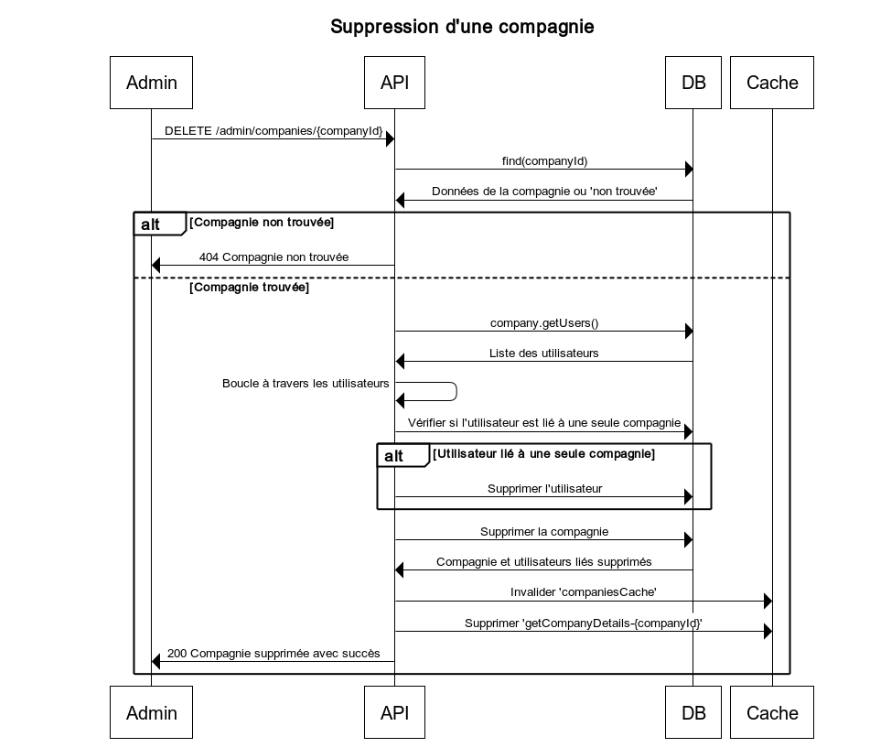 Suppression d'une compagnie
Admin
API
DB
Cache
DELETE /admin/companies/{companyId}
find(companyId)
Données de la compagnie ou 'non trouvée'
alt
[Compagnie non trouvée]
404 Compagnie non trouvée
[Compagnie trouvée]
company.getUsers()
Liste des utilisateurs
Boucle à travers les utilisateurs
Vérifier si l'utilisateur est lié à une seule compagnie
alt
[Utilisateur lié à une seule compagnie]
Supprimer l'utilisateur
Supprimer la compagnie
Compagnie et utilisateurs liés supprimés
Invalider 'companiesCache'
Supprimer 'getCompanyDetails-{companyId}'
200 Compagnie supprimée avec succès
Admin
API
DB
Cache